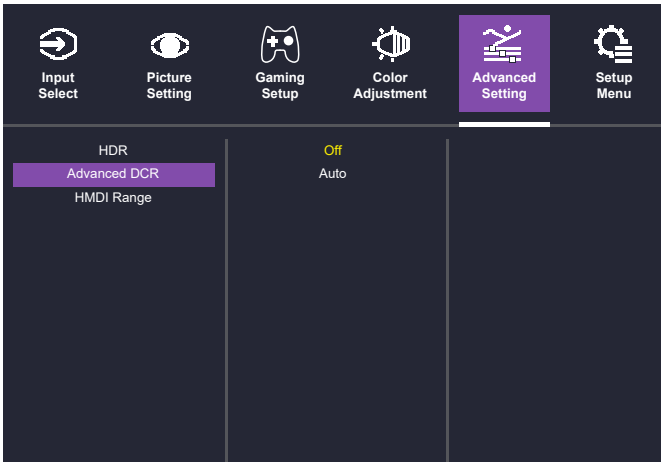 Input
Select
Picture
Setting
Gaming
Setup
Color
Adjustment
Advanced
Setting
Setup
Menu
HDR
Advanced DCR
HMDI Range
Off
Auto